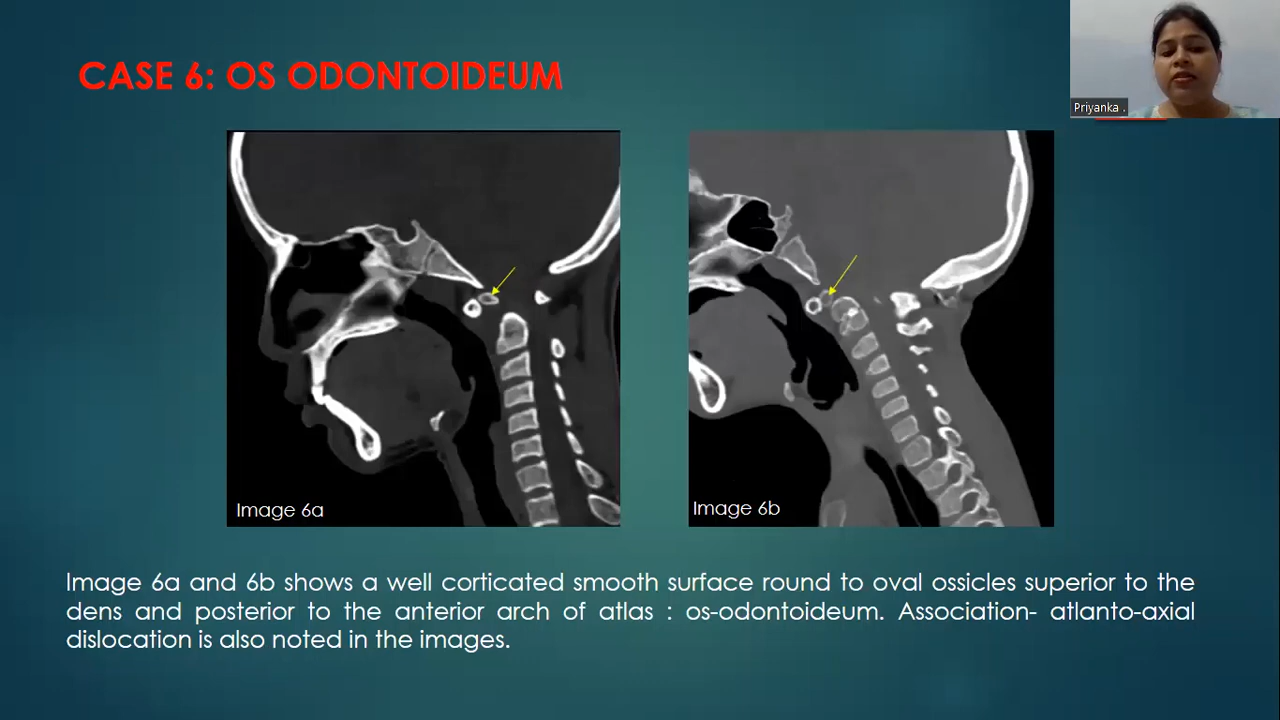 CASE 6: OS ODONTOIDEUM
Priyanka .
Image 6a
Image 6b
Image 6a and 6b shows a well corticated smooth surface round to oval ossicles superior to the
dens and posterior to the anterior arch of atlas : os-odontoideum. Association- atlanto-axial
dislocation is also noted in the images.